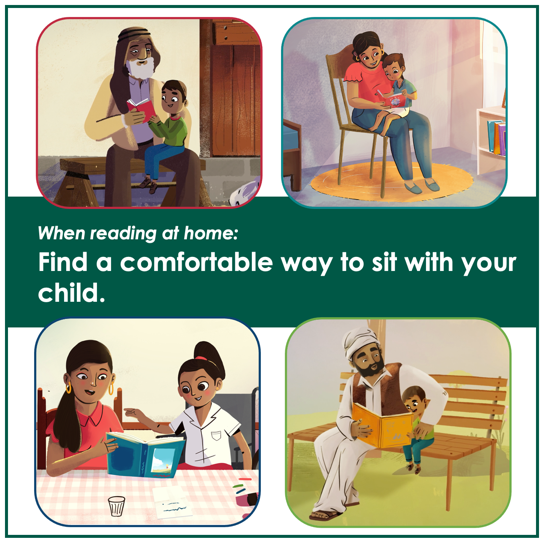 When reading at home:
Find a comfortable way to sit with your
child.